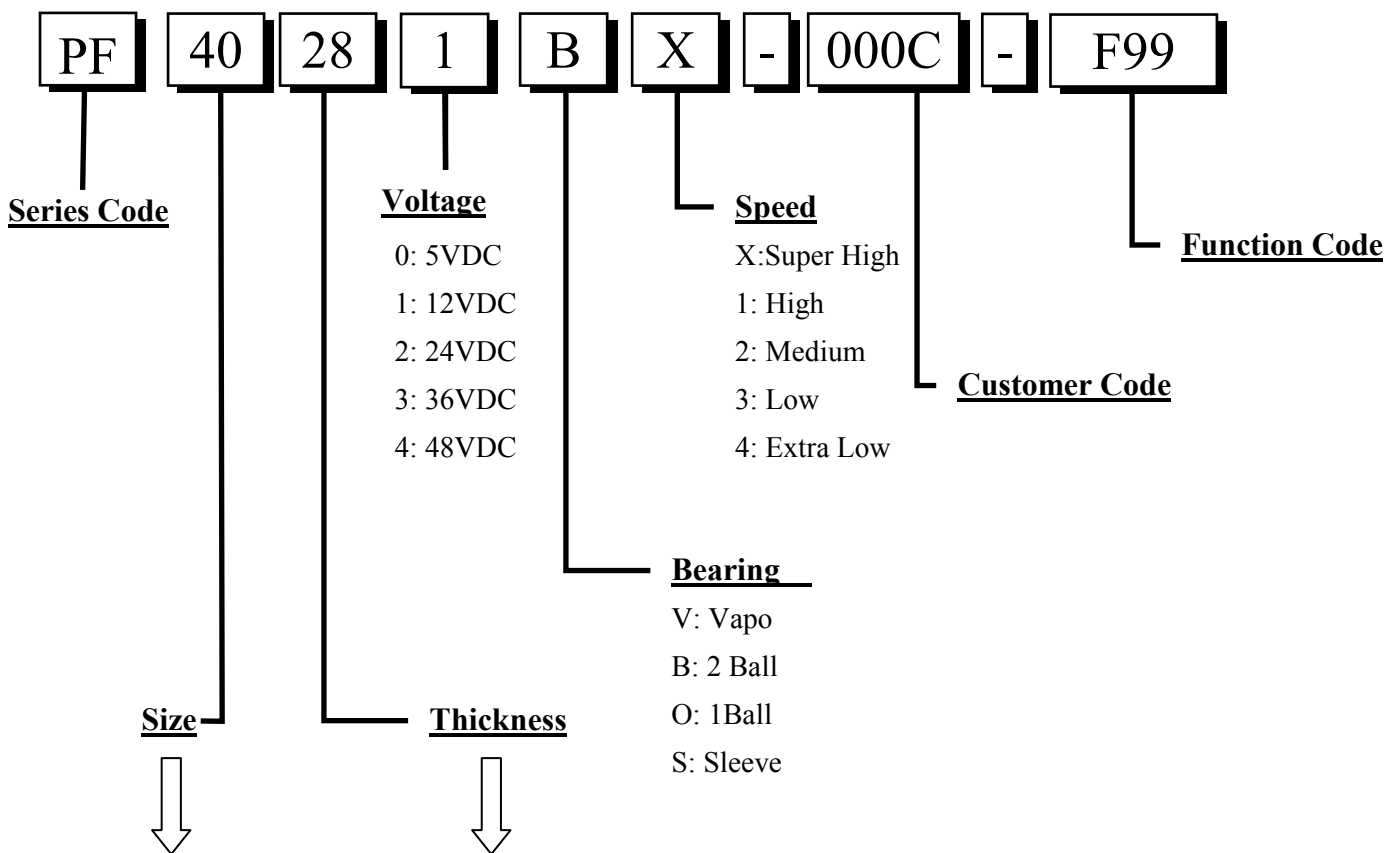 PF 40 28 1 B X - 000C - F99
Series Code
Voltage
0: 5VDC
1: 12VDC
2: 24VDC
3: 36VDC
4: 48VDC
Speed
X:Super High
1: High
2: Medium
3: Low
4: Extra Low
Function Code
Customer Code
Bearing
V: Vapo
B: 2 Ball
O: 1Ball
S: Sleeve
Size
Thickness